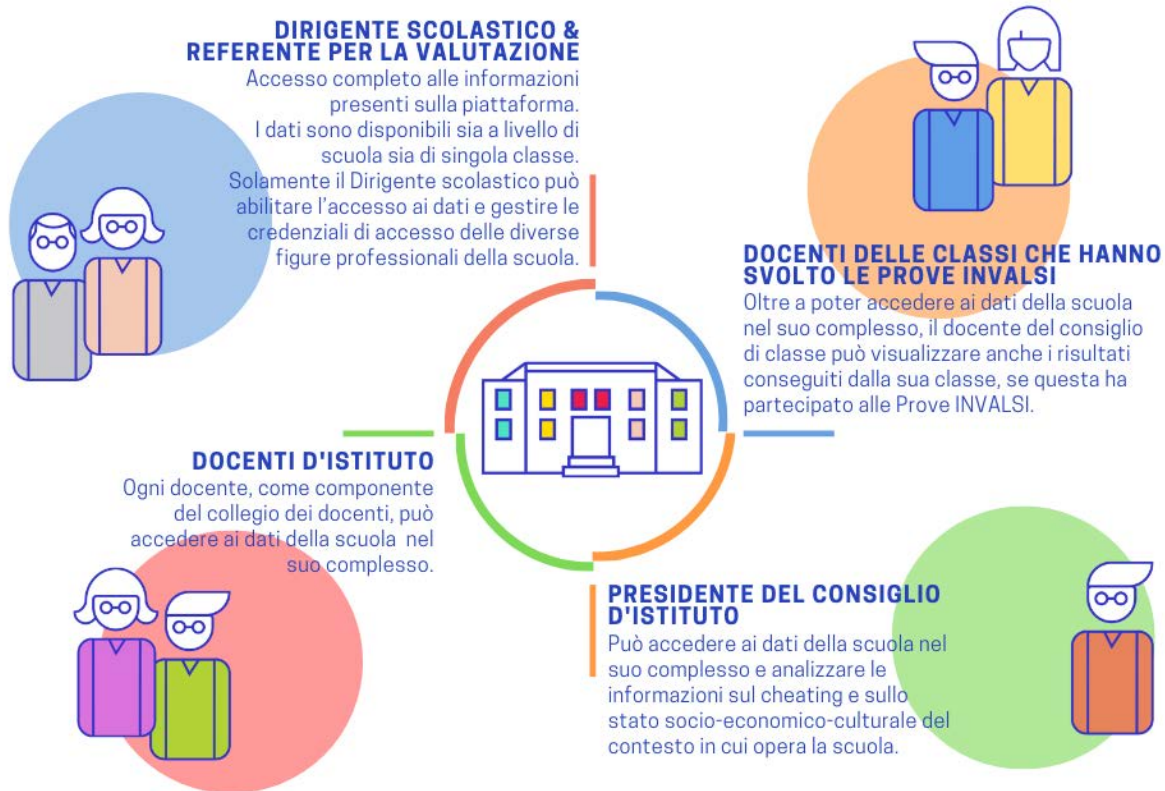 DIRIGENTE SCOLASTICO &
REFERENTE PER LA VALUTAZIONE
Accesso completo alle informazioni
presenti sulla piattaforma.
I dati sono disponibili sia a livello di
scuola sia di singola classe.
Solamente il Dirigente scolastico può
abilitare l'accesso ai dati e gestire le
credenziali di accesso delle diverse
figure professionali della scuola.
DOCENTI DELLE CLASSI CHE HANNO
SVOLTO LE PROVE INVALSI
Oltre a poter accedere ai dati della scuola
nel suo complesso, il docente del consiglio
di classe può visualizzare anche i risultati
conseguiti dalla sua classe, se questa ha
partecipato alle Prove INVALSI.
DOCENTI D'ISTITUTO
Ogni docente, come componente
del collegio dei docenti, può
accedere ai dati della scuola nel
suo complesso.
PRESIDENTE DEL CONSIGLIO
D'ISTITUTO
Può accedere ai dati della scuola nel
suo complesso e analizzare le
informazioni sul cheating e sullo
stato socio-economico-culturale del
contesto in cui opera la scuola.